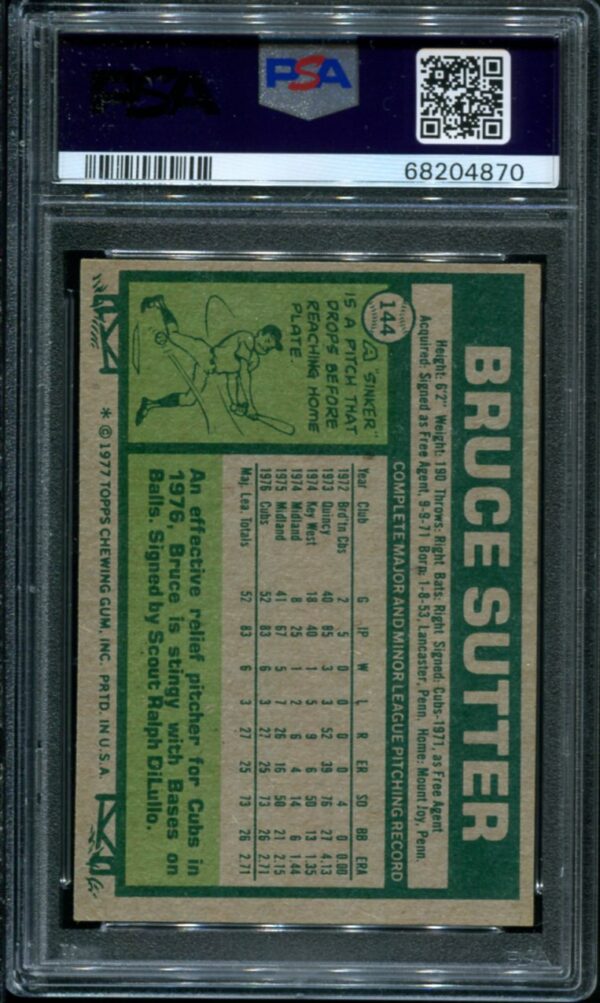 PSA
PSA
68204870
BRUCE SUTTER
Height: 6'2" Weight: 190 Throws: Right Bats: Right Signed: Cubs-1971, as Free Agent
Acquired: Signed as Free Agent, 9-9-71 Born: 1-8-53, Lancaster, Penn. Home: Mount Joy, Penn.
144
COMPLETE MAJOR AND MINOR LEAGUE PITCHING RECORD
A "SINKER"
IS A PITCH THAT
DROPS BEFORE
REACHING HOME
PLATE
Year Club G IP W L R ER SO BB ERA
1972 Brd'tn Cbs 2 5 0 0 0 0 4 0 0.00
1973 Quincy 40 85 3 3 52 39 76 27 4.13
1974 Key West 18 40 1 5 9 6 50 13 1.35
1974 Midland 8 25 1 2 6 4 14 6 1.44
1975 Midland 41 67 5 7 26 16 50 21 2.15
1976 Cubs 52 83 6 3 27 25 73 26 2.71
Maj. Lea. Totals 52 83 6 3 27 25 73 26 2.71
An effective relief pitcher for Cubs in
1976, Bruce is stingy with Bases on
Balls. Signed by Scout Ralph DiLullo.
* © 1977 TOPPS CHEWING GUM, INC. PRTD. IN U.S.A.